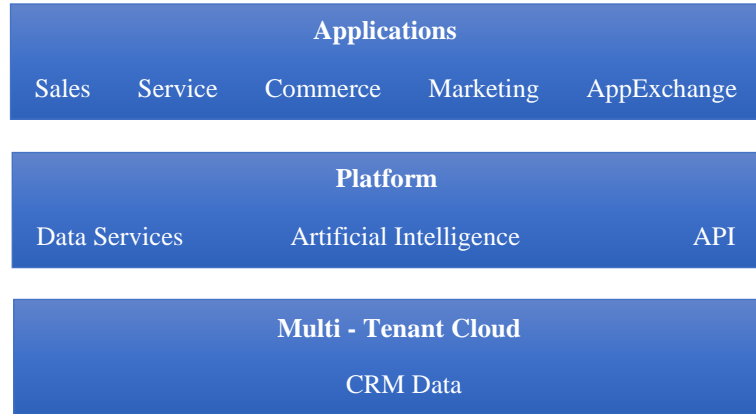 Applications
Sales Service Commerce Marketing AppExchange
Platform
Data Services Artificial Intelligence API
Multi - Tenant Cloud
CRM Data